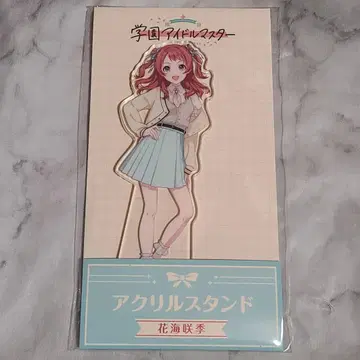 学園アイドルマスター
アクリルスタンド
花海咲季